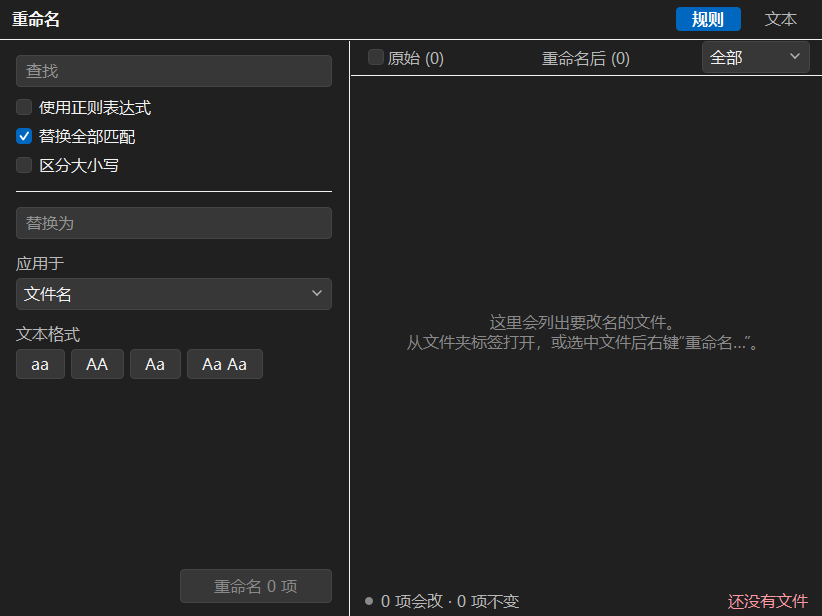 重命名
规则
文本
查找
使用正则表达式
替换全部匹配
区分大小写
替换为
应用于
文件名
文本格式
aa AA Aa Aa Aa
重命名 0 项
原始 (0)
重命名后 (0)
全部
这里会列出要改名的文件。
从文件夹标签打开，或选中文件后右键“重命名...”。
0 项会改 · 0 项不变
还没有文件